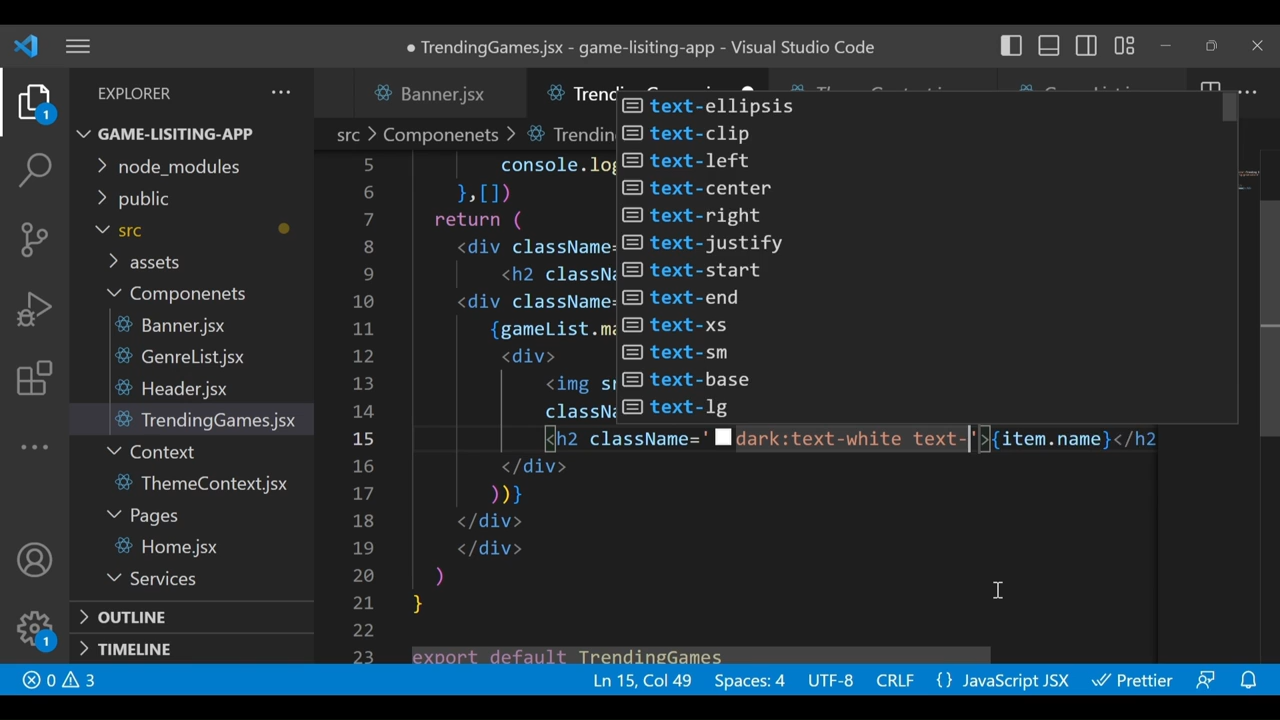 ● TrendingGames.jsx - game-lisiting-app - Visual Studio Code
EXPLORER
Banner.jsx
1
GAME-LISITING-APP
node_modules
public
src
assets
Componenets
Banner.jsx
GenreList.jsx
Header.jsx
TrendingGames.jsx
Context
ThemeContext.jsx
Pages
Home.jsx
Services
OUTLINE
TIMELINE
1
src > Componenets >
5 console.log
6 },[])
7 return (
8 <div className=
9 <h2 classNa
10 <div className=
11 {gameList.ma
12 <div>
13 <img sr
14 classNa
15 <h2 className='dark:text-white text-'>{item.name}</h2
16 </div>
17 ))}
18 </div>
19 </div>
20 )
21 }
22
23 export default TrendingGames
text-ellipsis
text-clip
text-left
text-center
text-right
text-justify
text-start
text-end
text-xs
text-sm
text-base
text-lg
0 3
Ln 15, Col 49
Spaces: 4
UTF-8
CRLF
{} JavaScript JSX
Prettier